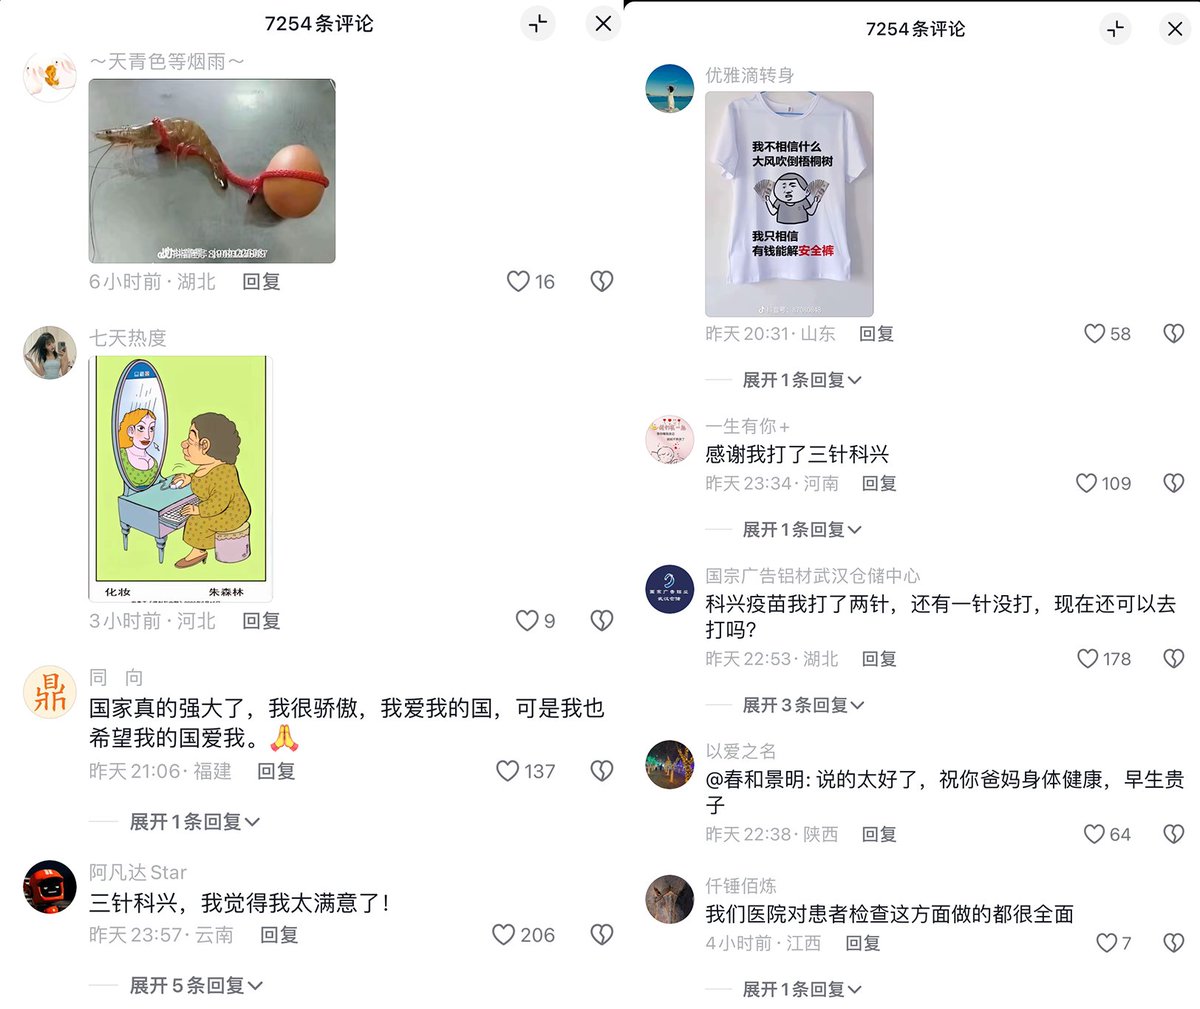 7254条评论
～天青色等烟雨～
6小时前·湖北 回复
16
七天热度
化妆 朱森林
3小时前·河北 回复
9
鼎
同 向
国家真的强大了，我很骄傲，我爱我的国，可是我也
希望我的国爱我。🙏
昨天21:06·福建 回复
137
展开1条回复
阿凡达Star
三针科兴，我觉得我太满意了！
昨天23:57·云南 回复
206
展开5条回复
7254条评论
优雅滴转身
我不相信什么
大风吹倒梧桐树
我只相信
有钱能解安全裤
昨天20:31·山东 回复
58
展开1条回复
一生有你+
感谢我打了三针科兴
昨天23:34·河南 回复
109
展开1条回复
国宗广告铝材武汉仓储中心
科兴疫苗我打了两针，还有一针没打，现在还可以去
打吗？
昨天22:53·湖北 回复
178
展开3条回复
以爱之名
@春和景明: 说的太好了，祝你爸妈身体健康，早生贵
子
昨天22:38·陕西 回复
64
仟锤佰炼
我们医院对患者检查这方面做的都很全面
4小时前·江西 回复
7
展开1条回复